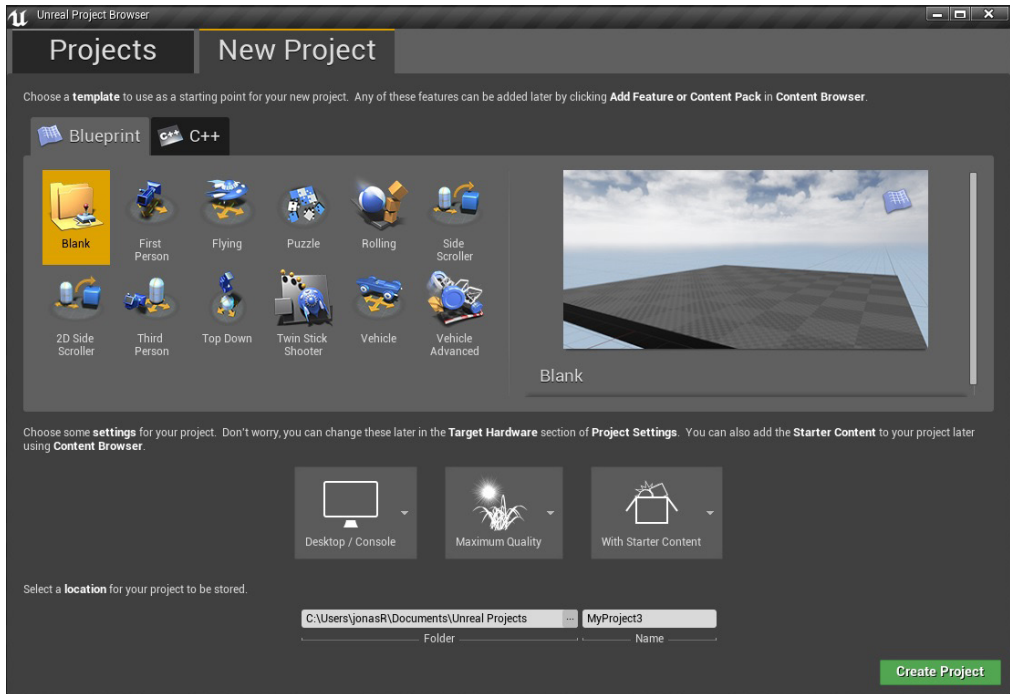 Unreal Project Browser
Projects
New Project
Choose a template to use as a starting point for your new project. Any of these features can be added later by clicking Add Feature or Content Pack in Content Browser.
Blueprint
C++
C++
Blank
First
Person
Flying
Puzzle
Rolling
Side
Scroller
2D Side
Scroller
Third
Person
Top Down
Twin Stick
Shooter
Vehicle
Vehicle
Advanced
Blank
Choose some settings for your project. Don't worry, you can change these later in the Target Hardware section of Project Settings. You can also add the Starter Content to your project later
using Content Browser.
Desktop / Console
Maximum Quality
With Starter Content
Select a location for your project to be stored.
C:\Users\jonasR\Documents\Unreal Projects
...
MyProject3
Folder
Name
Create Project